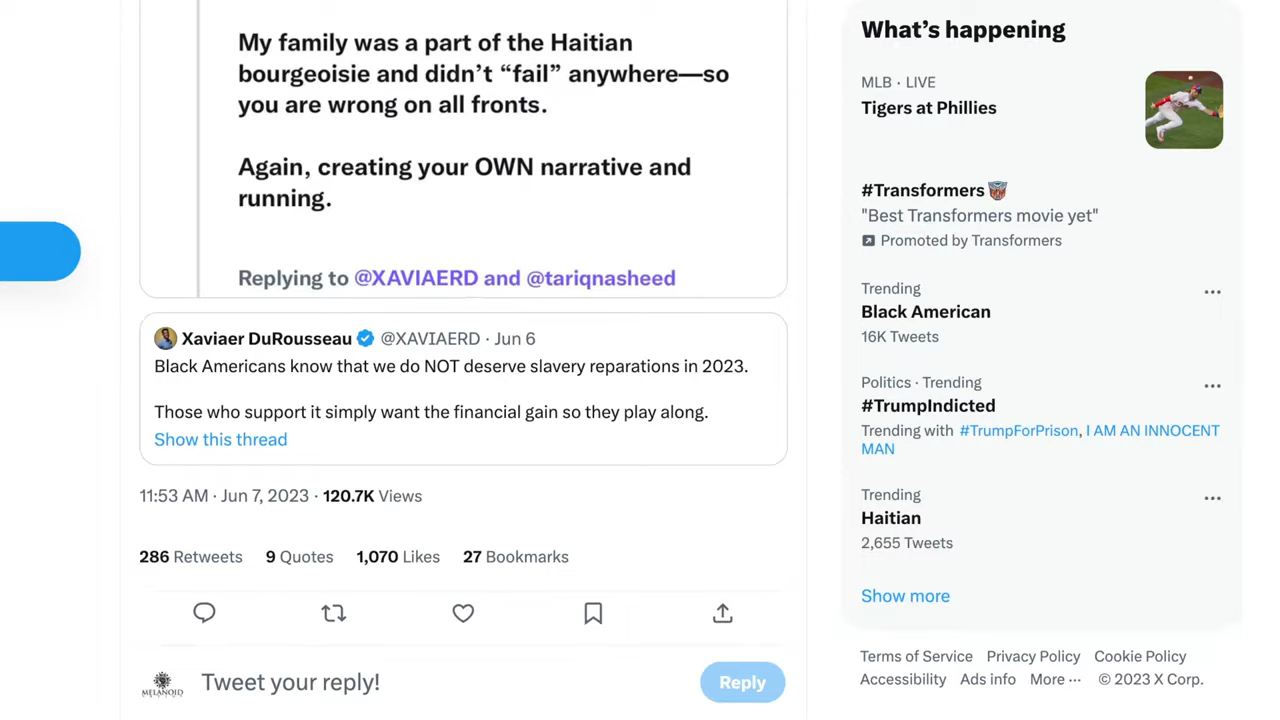 My family was a part of the Haitian
bourgeoisie and didn't “fail” anywhere—so
you are wrong on all fronts.
Again, creating your OWN narrative and
running.
Replying to @XAVIAERD and @tariqnasheed
Xaviaer DuRousseau @XAVIAERD · Jun 6
Black Americans know that we do NOT deserve slavery reparations in 2023.
Those who support it simply want the financial gain so they play along.
Show this thread
11:53 AM · Jun 7, 2023 · 120.7K Views
286 Retweets 9 Quotes 1,070 Likes 27 Bookmarks
MELANOID
Tweet your reply!
Reply
What's happening
MLB · LIVE
Tigers at Phillies
#Transformers
"Best Transformers movie yet"
Promoted by Transformers
Trending
Black American
16K Tweets
Politics · Trending
#TrumpIndicted
Trending with #TrumpForPrison, I AM AN INNOCENT
MAN
Trending
Haitian
2,655 Tweets
Show more
Terms of Service Privacy Policy Cookie Policy
Accessibility Ads info More ··· © 2023 X Corp.